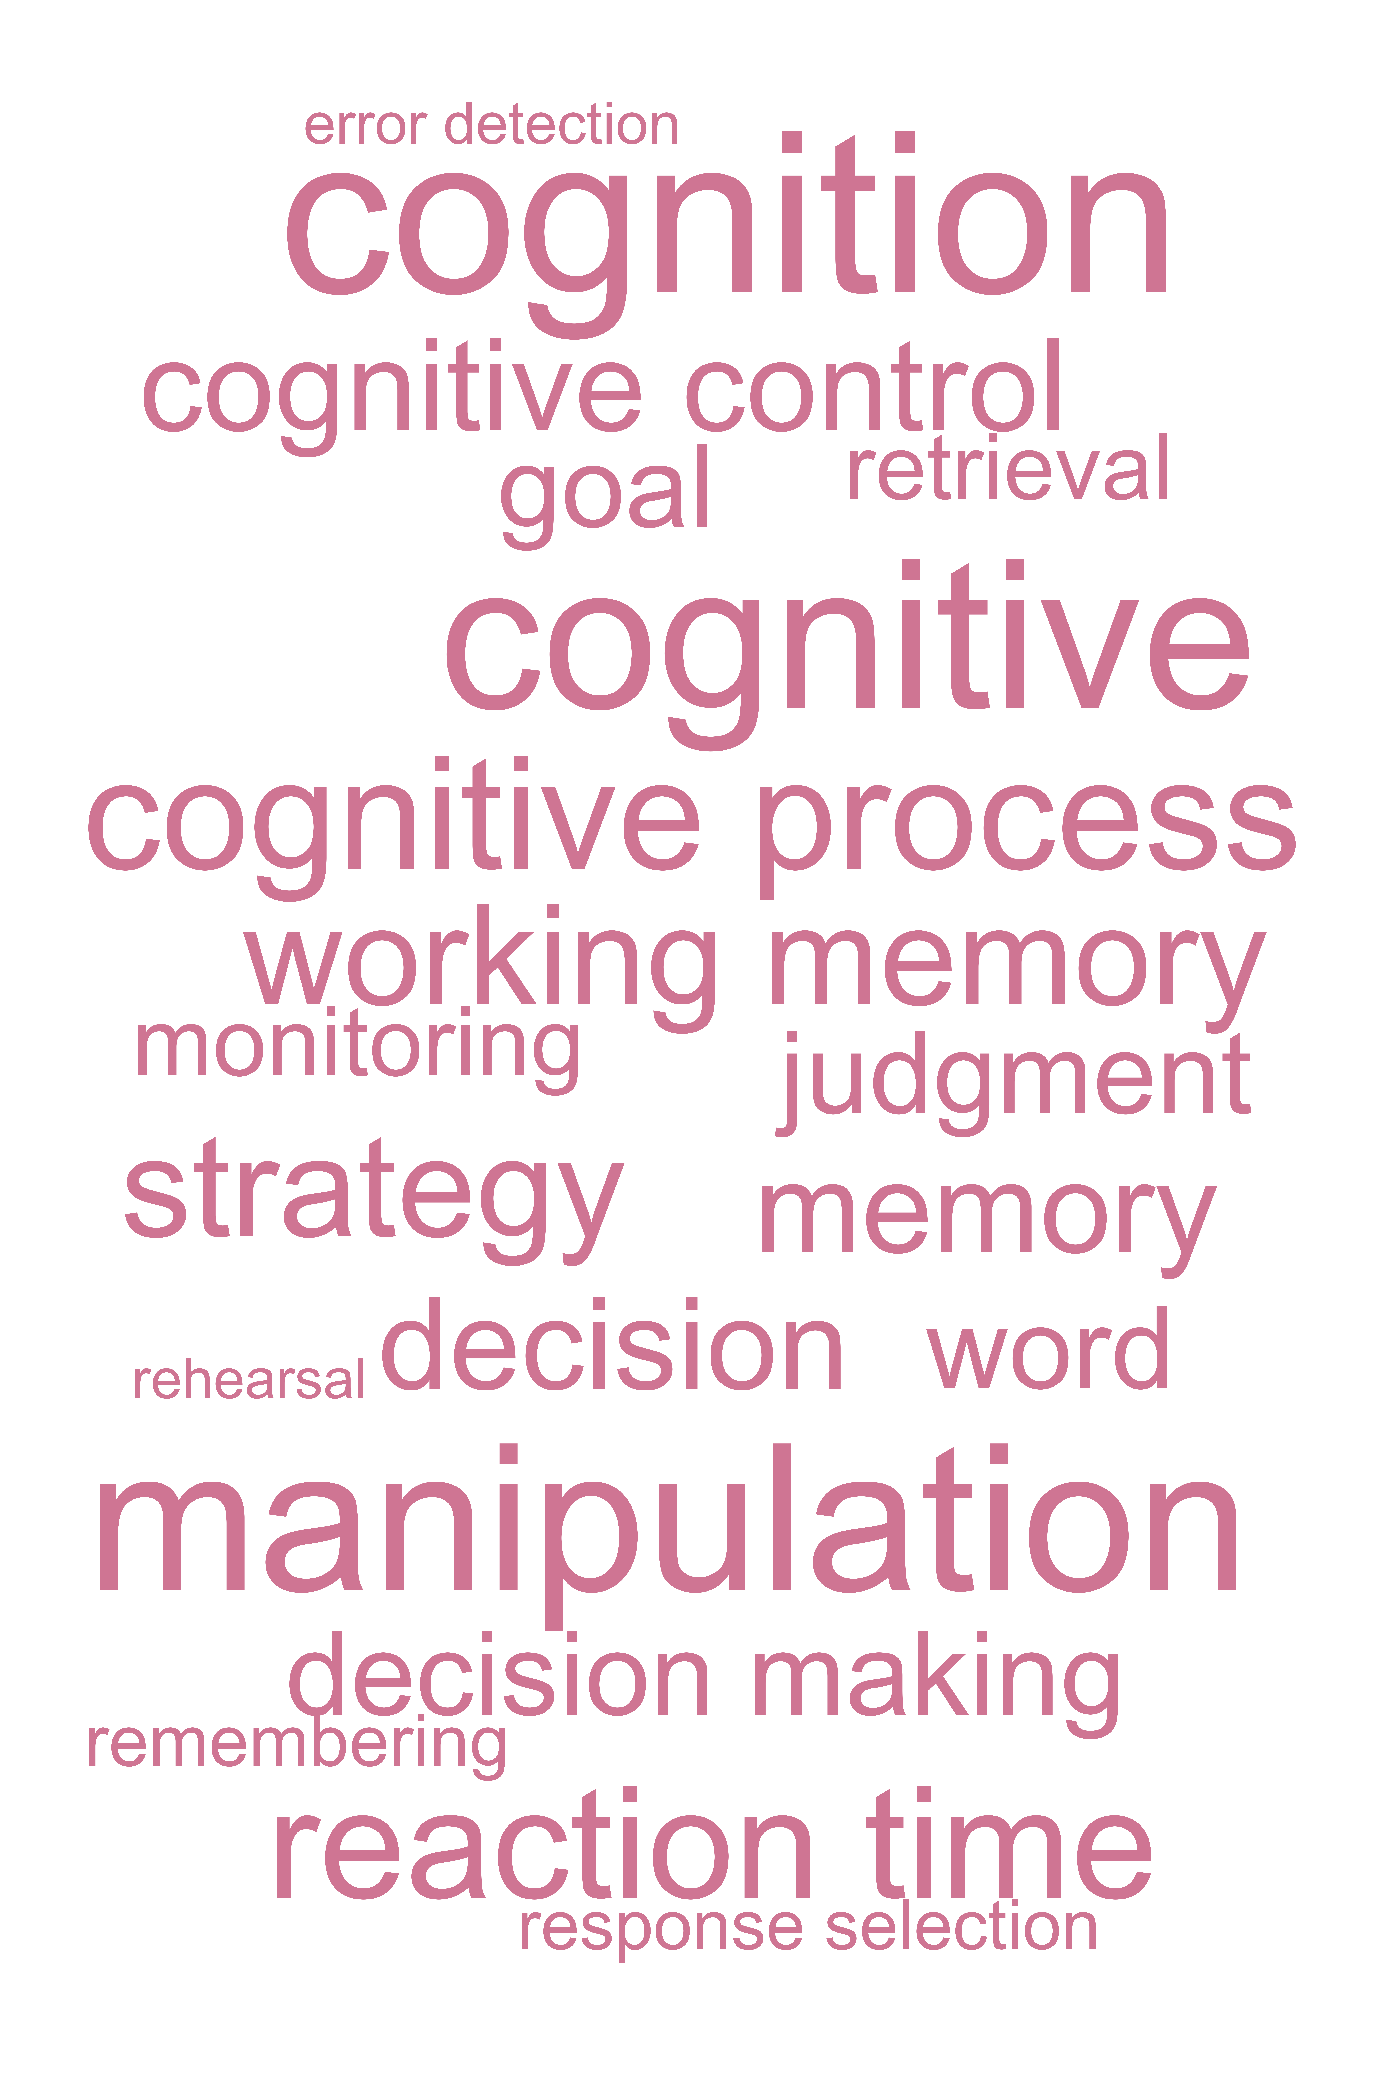 error detection
cognition
cognitive control
goal retrieval
cognitive
cognitive process
working memory
monitoring
judgment
strategy
memory
decision word
rehearsal
manipulation
decision making
remembering
reaction time
response selection